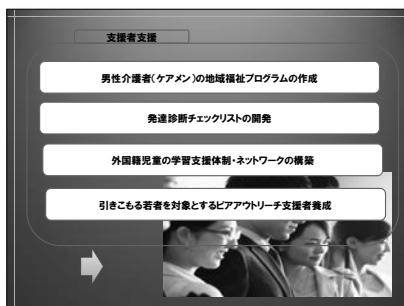 支援者支援
男性介護者(ケアメン)の地域福祉プログラムの作成
発達診断チェックリストの開発
外国籍児童の学習支援体制・ネットワークの構築
引きこもる若者を対象とするピアアウトリーチ支援者養成